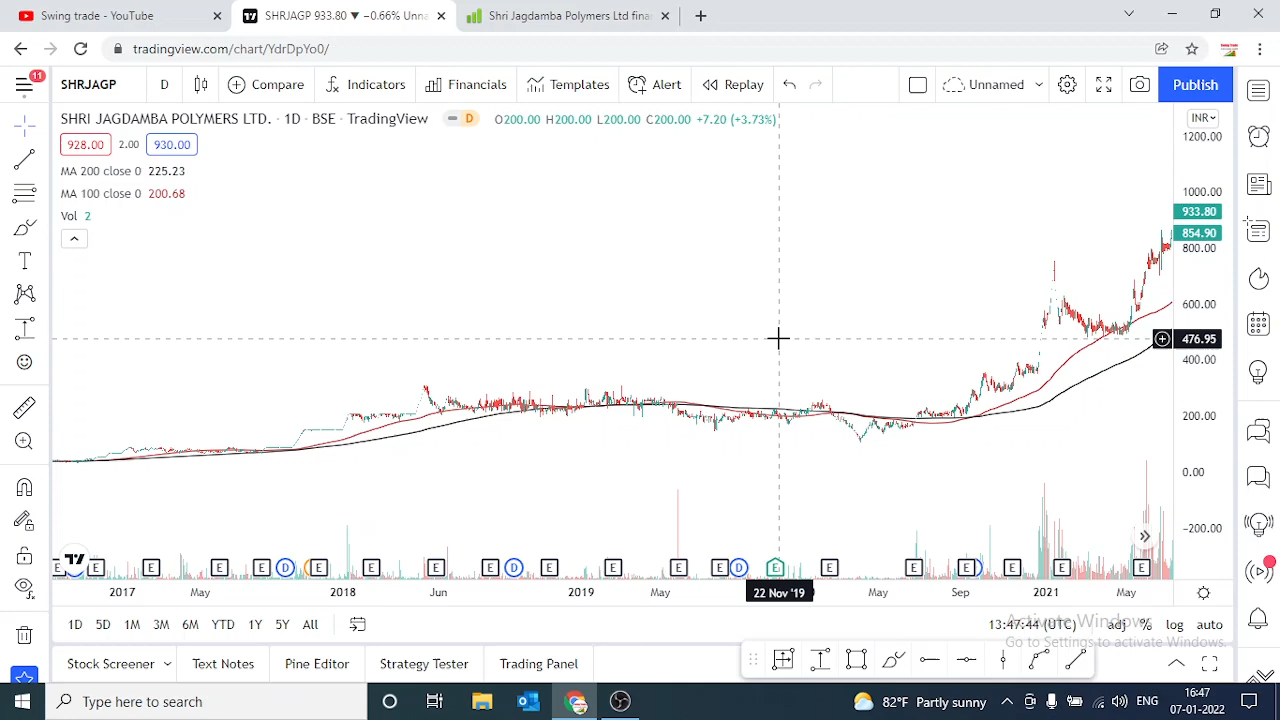 Swing trade - YouTube
SHRJAGP 933.80 ▼ −0.66% Unna
Shri Jagdamba Polymers Ltd finan
tradingview.com/chart/YdrDpYo0/
11
SHRJAGP
D
Compare
Indicators
Financials
Templates
Alert
Replay
Unnamed
Publish
SHRI JAGDAMBA POLYMERS LTD. · 1D · BSE · TradingView
D
O200.00 H200.00 L200.00 C200.00 +7.20 (+3.73%)
INR
928.00 2.00 930.00
MA 200 close 0 225.23
MA 100 close 0 200.68
Vol 2
1200.00
1000.00
933.80
854.90
800.00
600.00
476.95
400.00
200.00
0.00
−200.00
E E E E E D E E E E D E E E E D E E E E E E E
2017 May 2018 Jun 2019 May 22 Nov '19 May Sep 2021 May
1D 5D 1M 3M 6M YTD 1Y 5Y All
13:47:44 (UTC) adj % log auto
Activate Windows
Go to Settings to activate Windows.
Stock Screener
Text Notes
Pine Editor
Strategy Tester
Trading Panel
Type here to search
82°F Partly sunny
ENG
16:47
07-01-2022